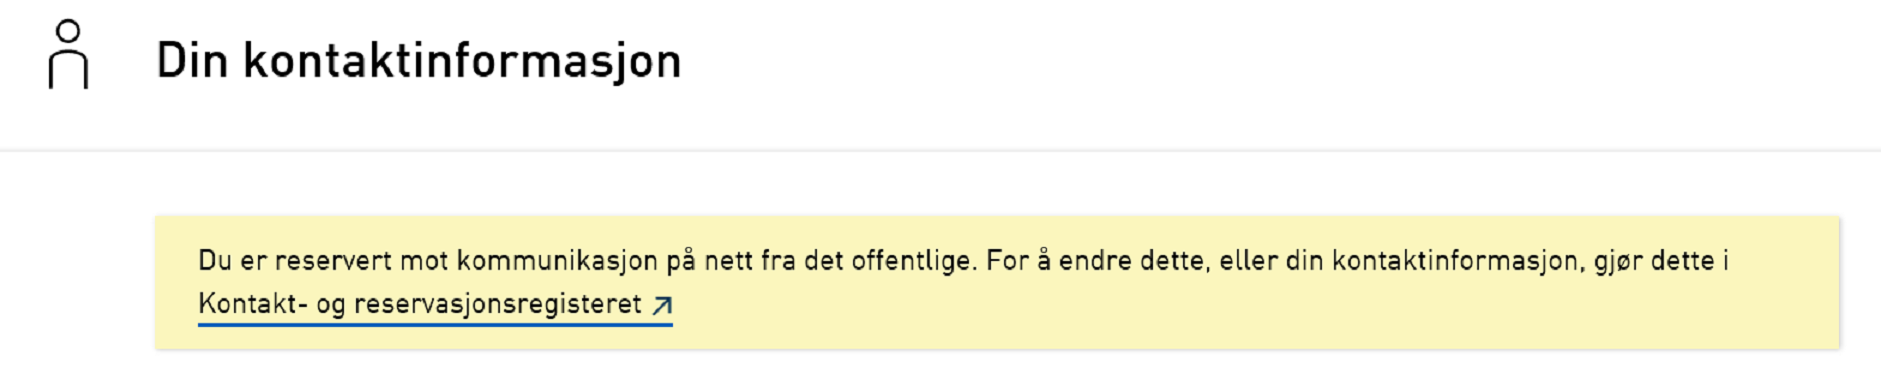 Din kontaktinformasjon
Du er reservert mot kommunikasjon på nett fra det offentlige. For å endre dette, eller din kontaktinformasjon, gjør dette i
Kontakt- og reservasjonsregisteret